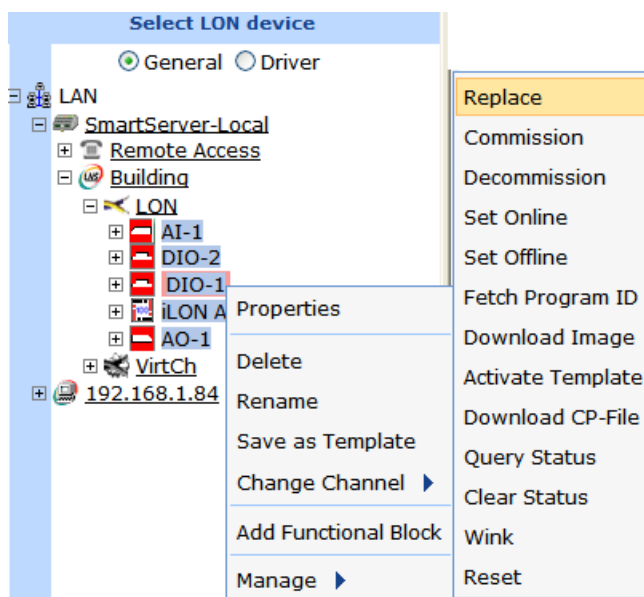 Select LON device
General Driver
LAN
SmartServer-Local
Remote Access
Building
LON
AI-1
DIO-2
DIO-1
iLON A
AO-1
VirtCh
192.168.1.84
Properties
Delete
Rename
Save as Template
Change Channel
Add Functional Block
Manage
Replace
Commission
Decommission
Set Online
Set Offline
Fetch Program ID
Download Image
Activate Template
Download CP-File
Query Status
Clear Status
Wink
Reset